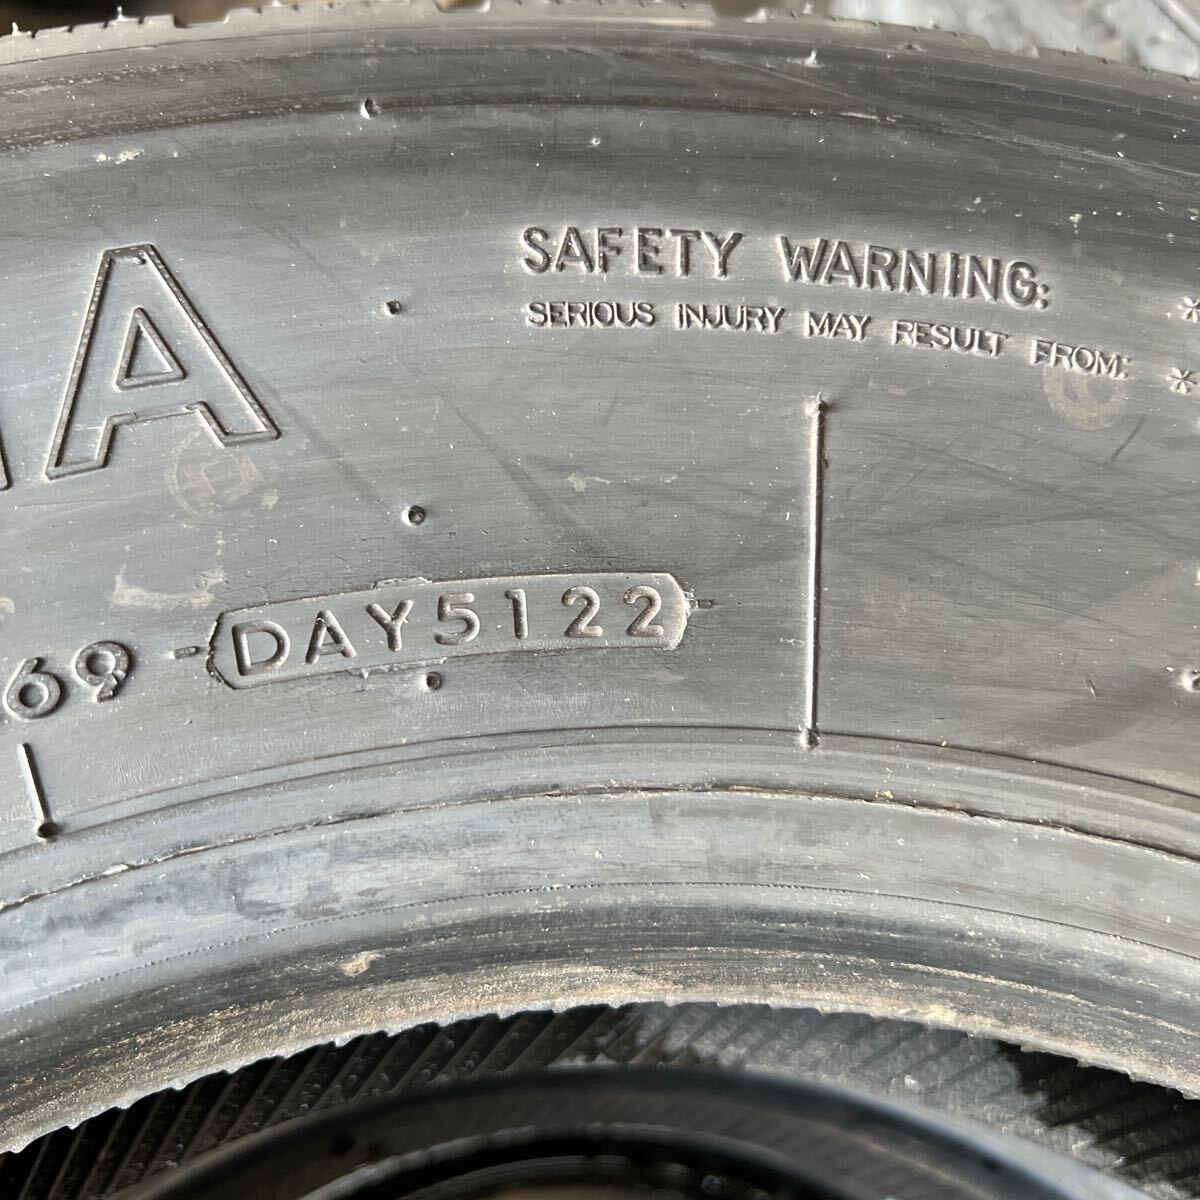 A
SAFETY WARNING:
SERIOUS INJURY MAY RESULT FROM: *
*
69 DAY5122